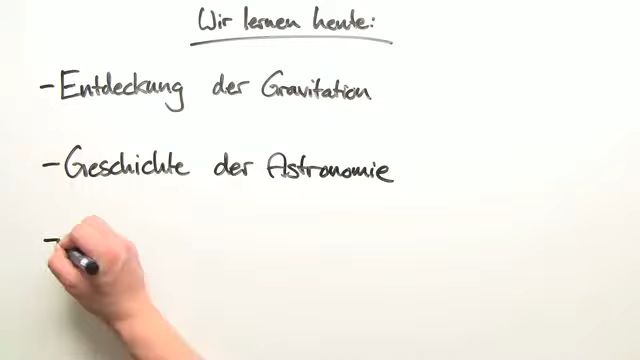 Wir lernen heute:
- Entdeckung der Gravitation
- Geschichte der Astronomie
-